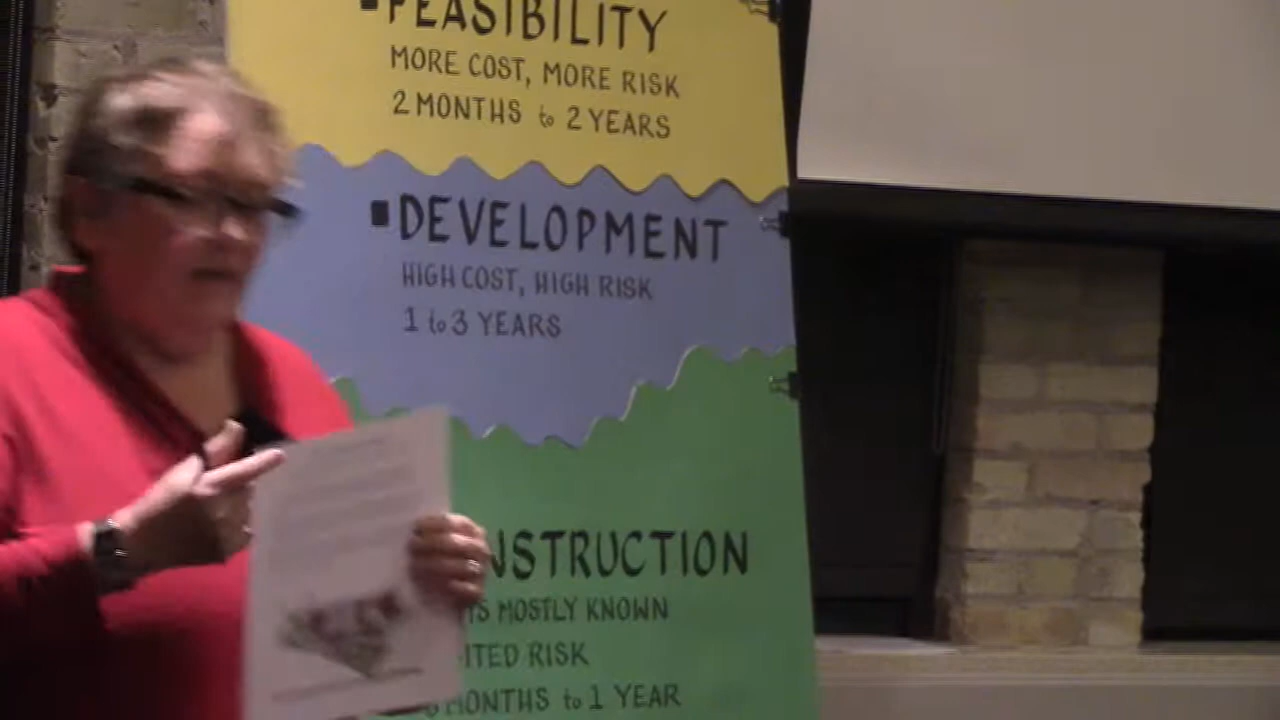 FEASIBILITY
MORE COST, MORE RISK
2 MONTHS to 2 YEARS
DEVELOPMENT
HIGH COST, HIGH RISK
1 to 3 YEARS
NSTRUCTION
MOSTLY KNOWN
ITED RISK
MONTHS to 1 YEAR